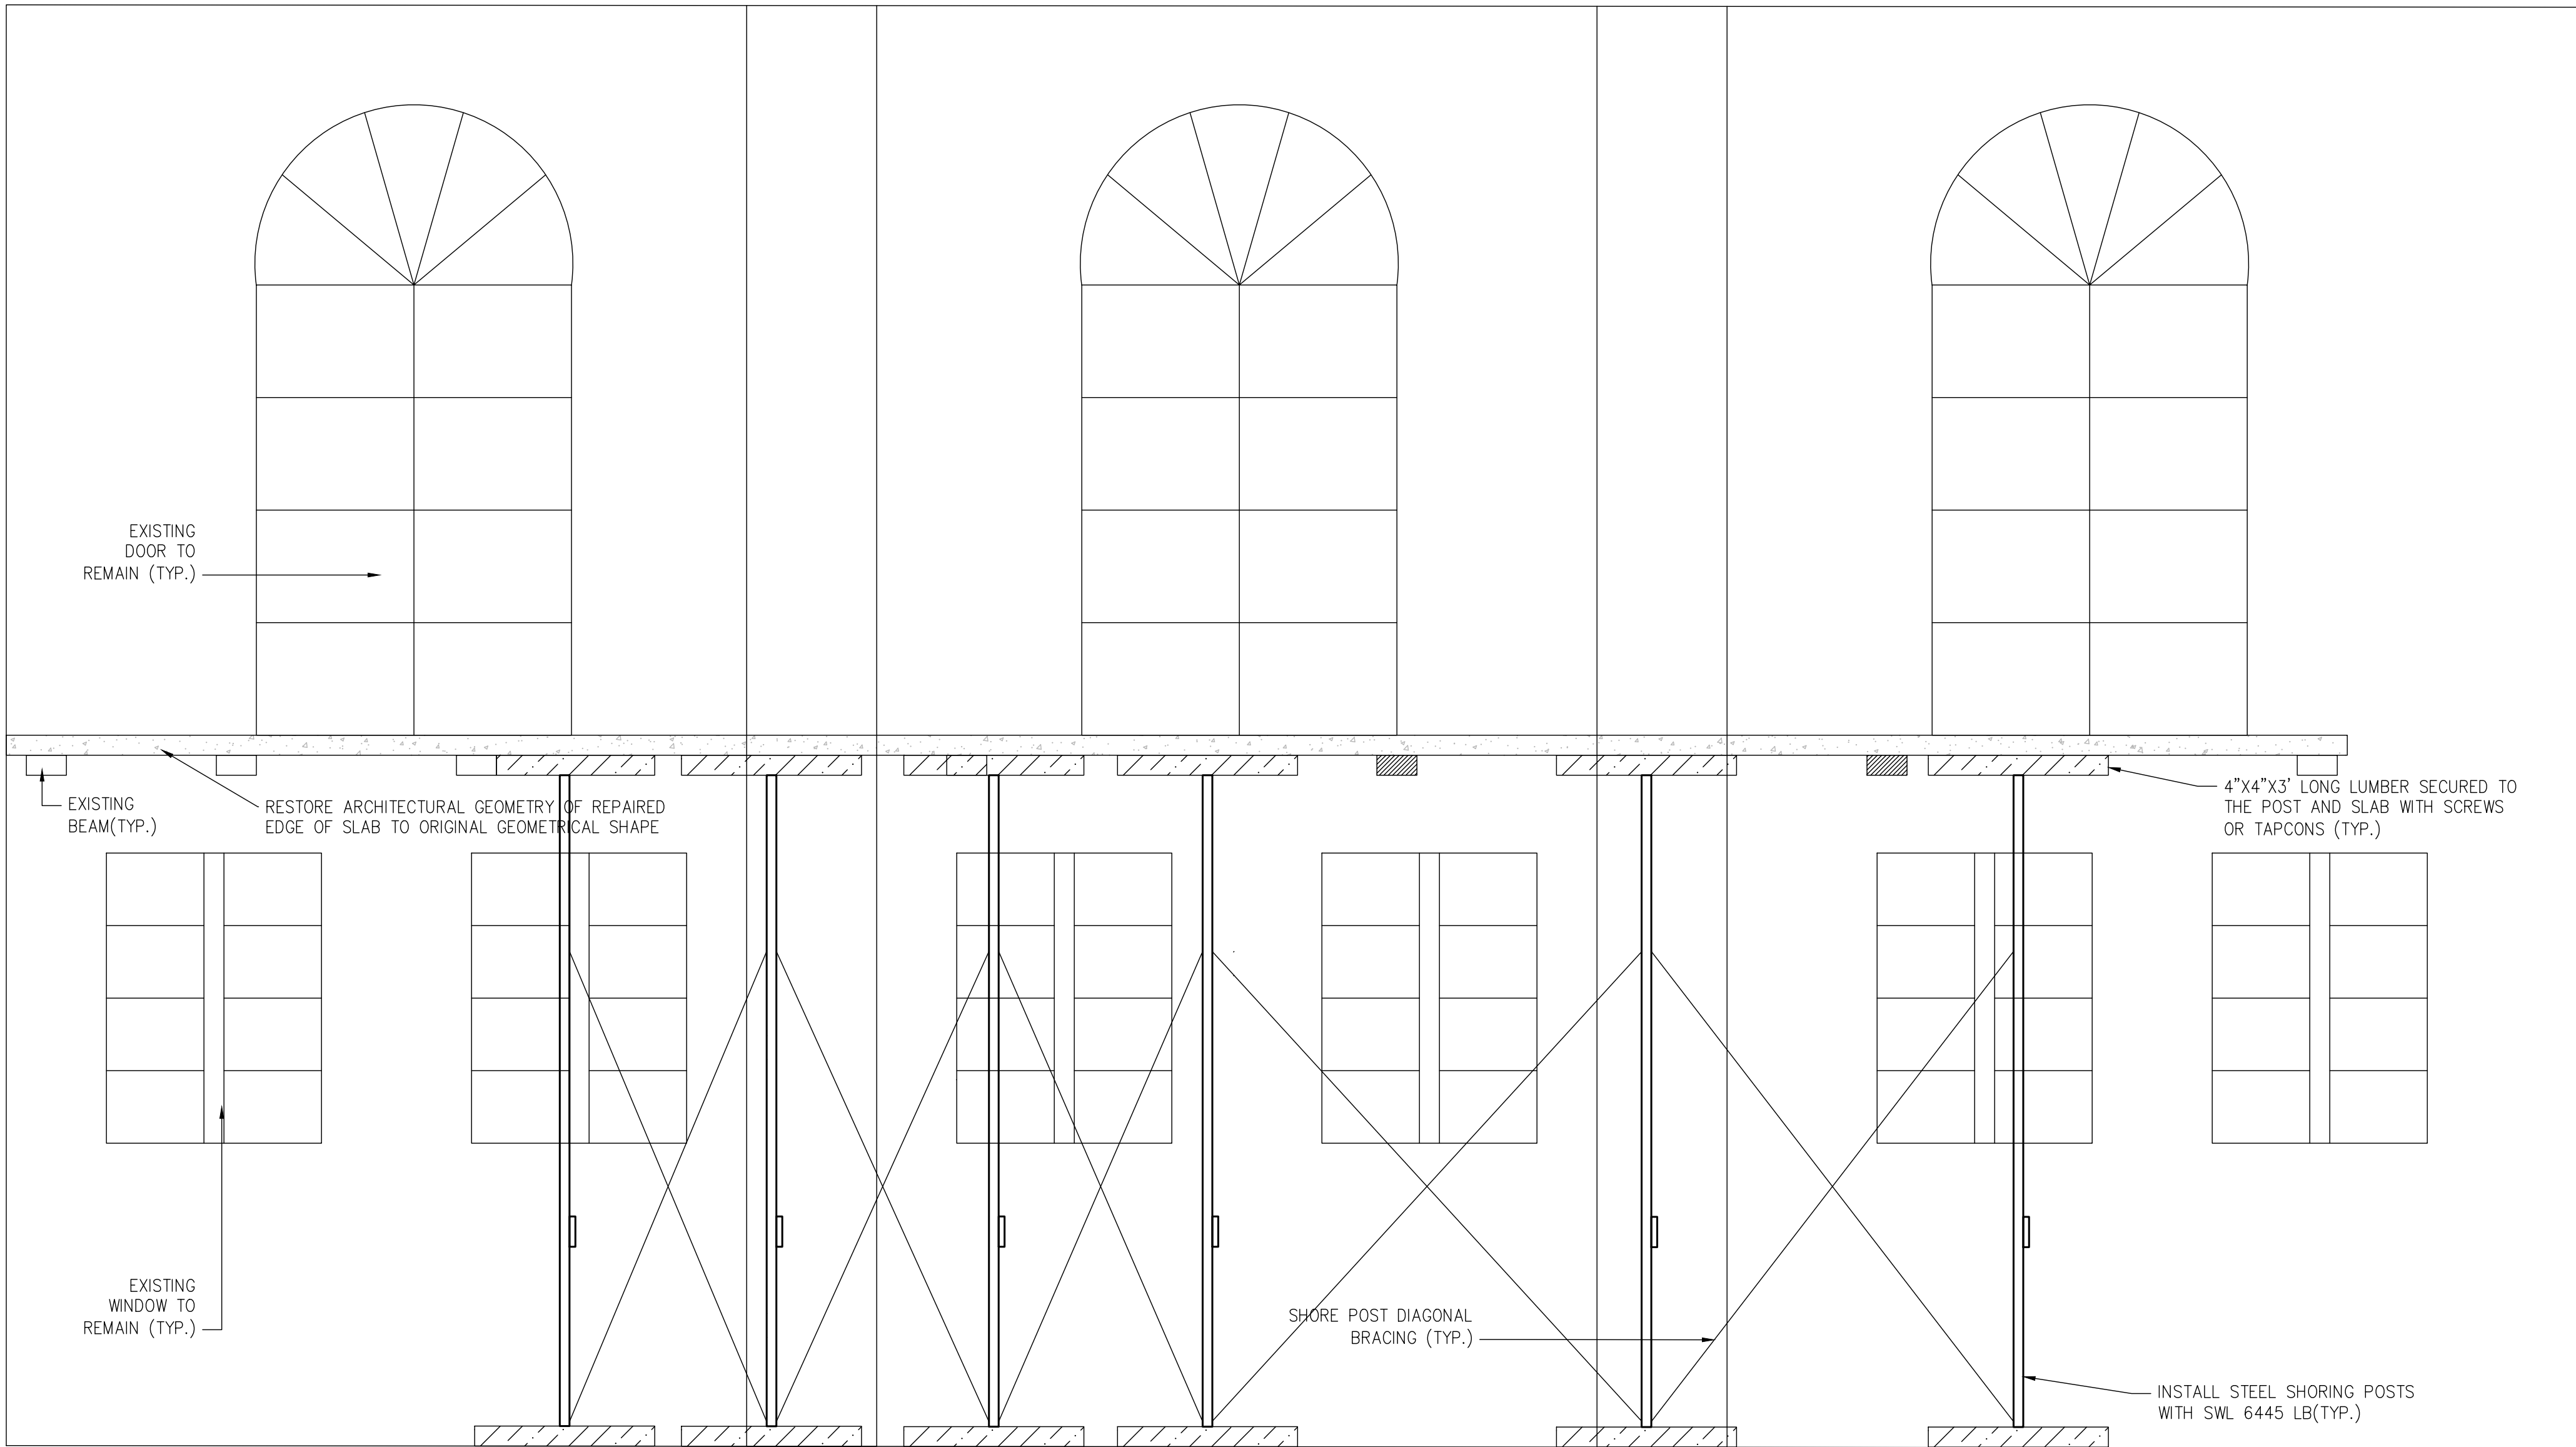 EXISTING
DOOR TO
REMAIN (TYP.)
EXISTING
BEAM(TYP.)
RESTORE ARCHITECTURAL GEOMETRY OF REPAIRED
EDGE OF SLAB TO ORIGINAL GEOMETRICAL SHAPE
4"X4"X3' LONG LUMBER SECURED TO
THE POST AND SLAB WITH SCREWS
OR TAPCONS (TYP.)
EXISTING
WINDOW TO
REMAIN (TYP.)
SHORE POST DIAGONAL
BRACING (TYP.)
INSTALL STEEL SHORING POSTS
WITH SWL 6445 LB(TYP.)